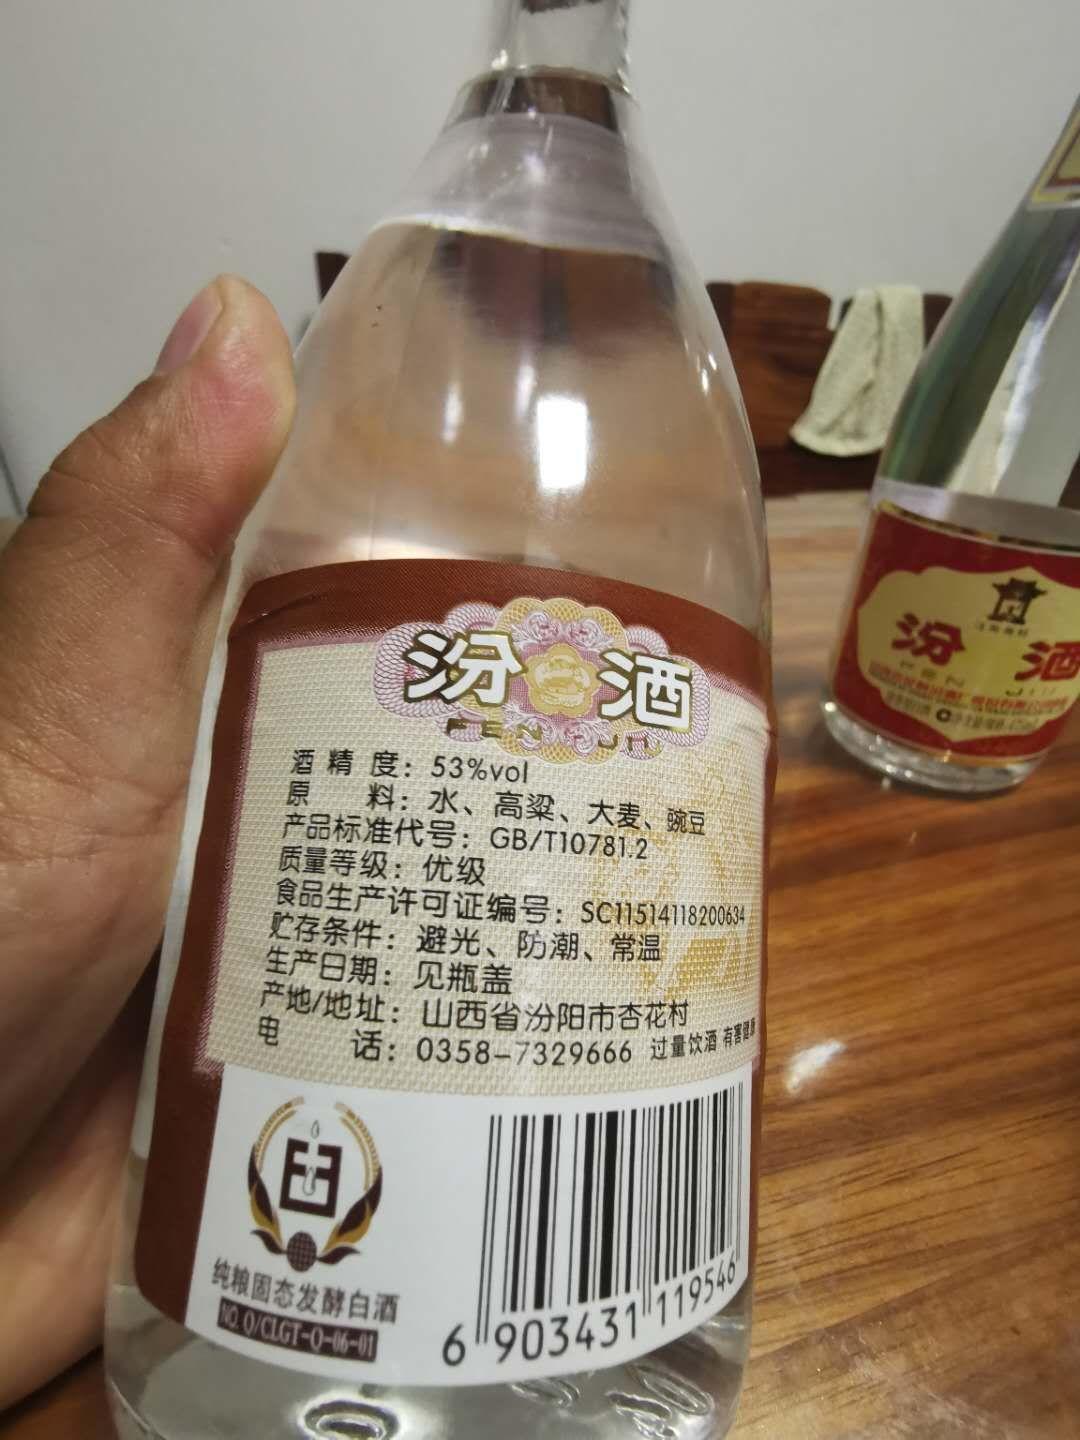 汾酒
FEN JIU
酒精度：53%vol
原料：水、高粱、大麦、豌豆
产品标准代号：GB/T10781.2
质量等级：优级
食品生产许可证编号：SC11514118200634
贮存条件：避光、防潮、常温
生产日期：见瓶盖
产地/地址：山西省汾阳市杏花村
电话：0358-7329666 过量饮酒 有害健康
纯粮固态发酵白酒
NO. Q/CLGT-Q-06-01
6 903431 119546
汾酒
FEN JIU